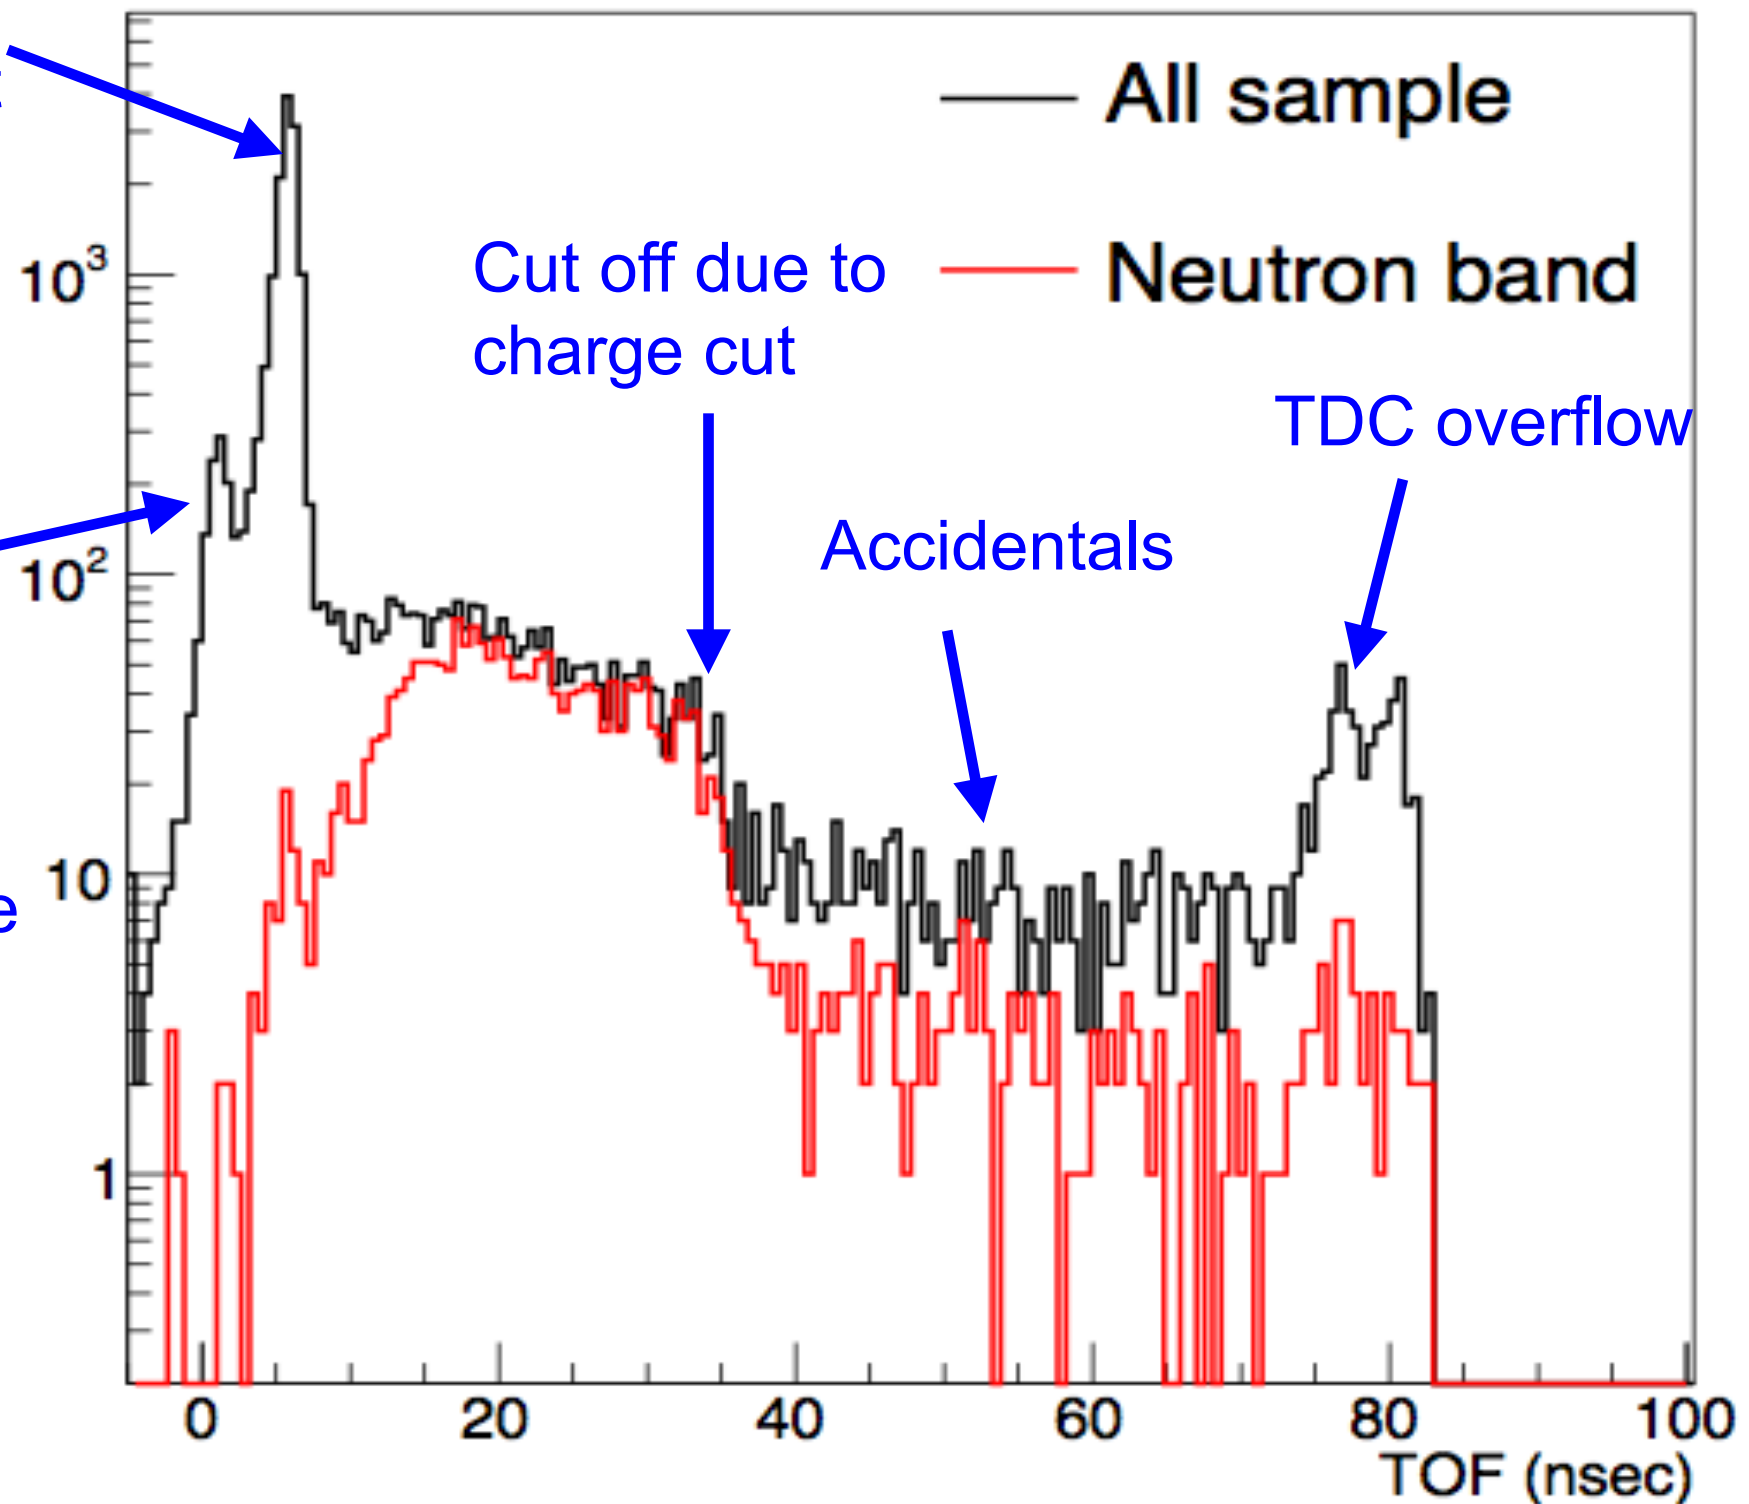 All sample
10³
Cut off due to
charge cut
Neutron band
TDC overflow
Accidentals
10²
10
e
1
0 20 40 60 80 100
TOF (nsec)